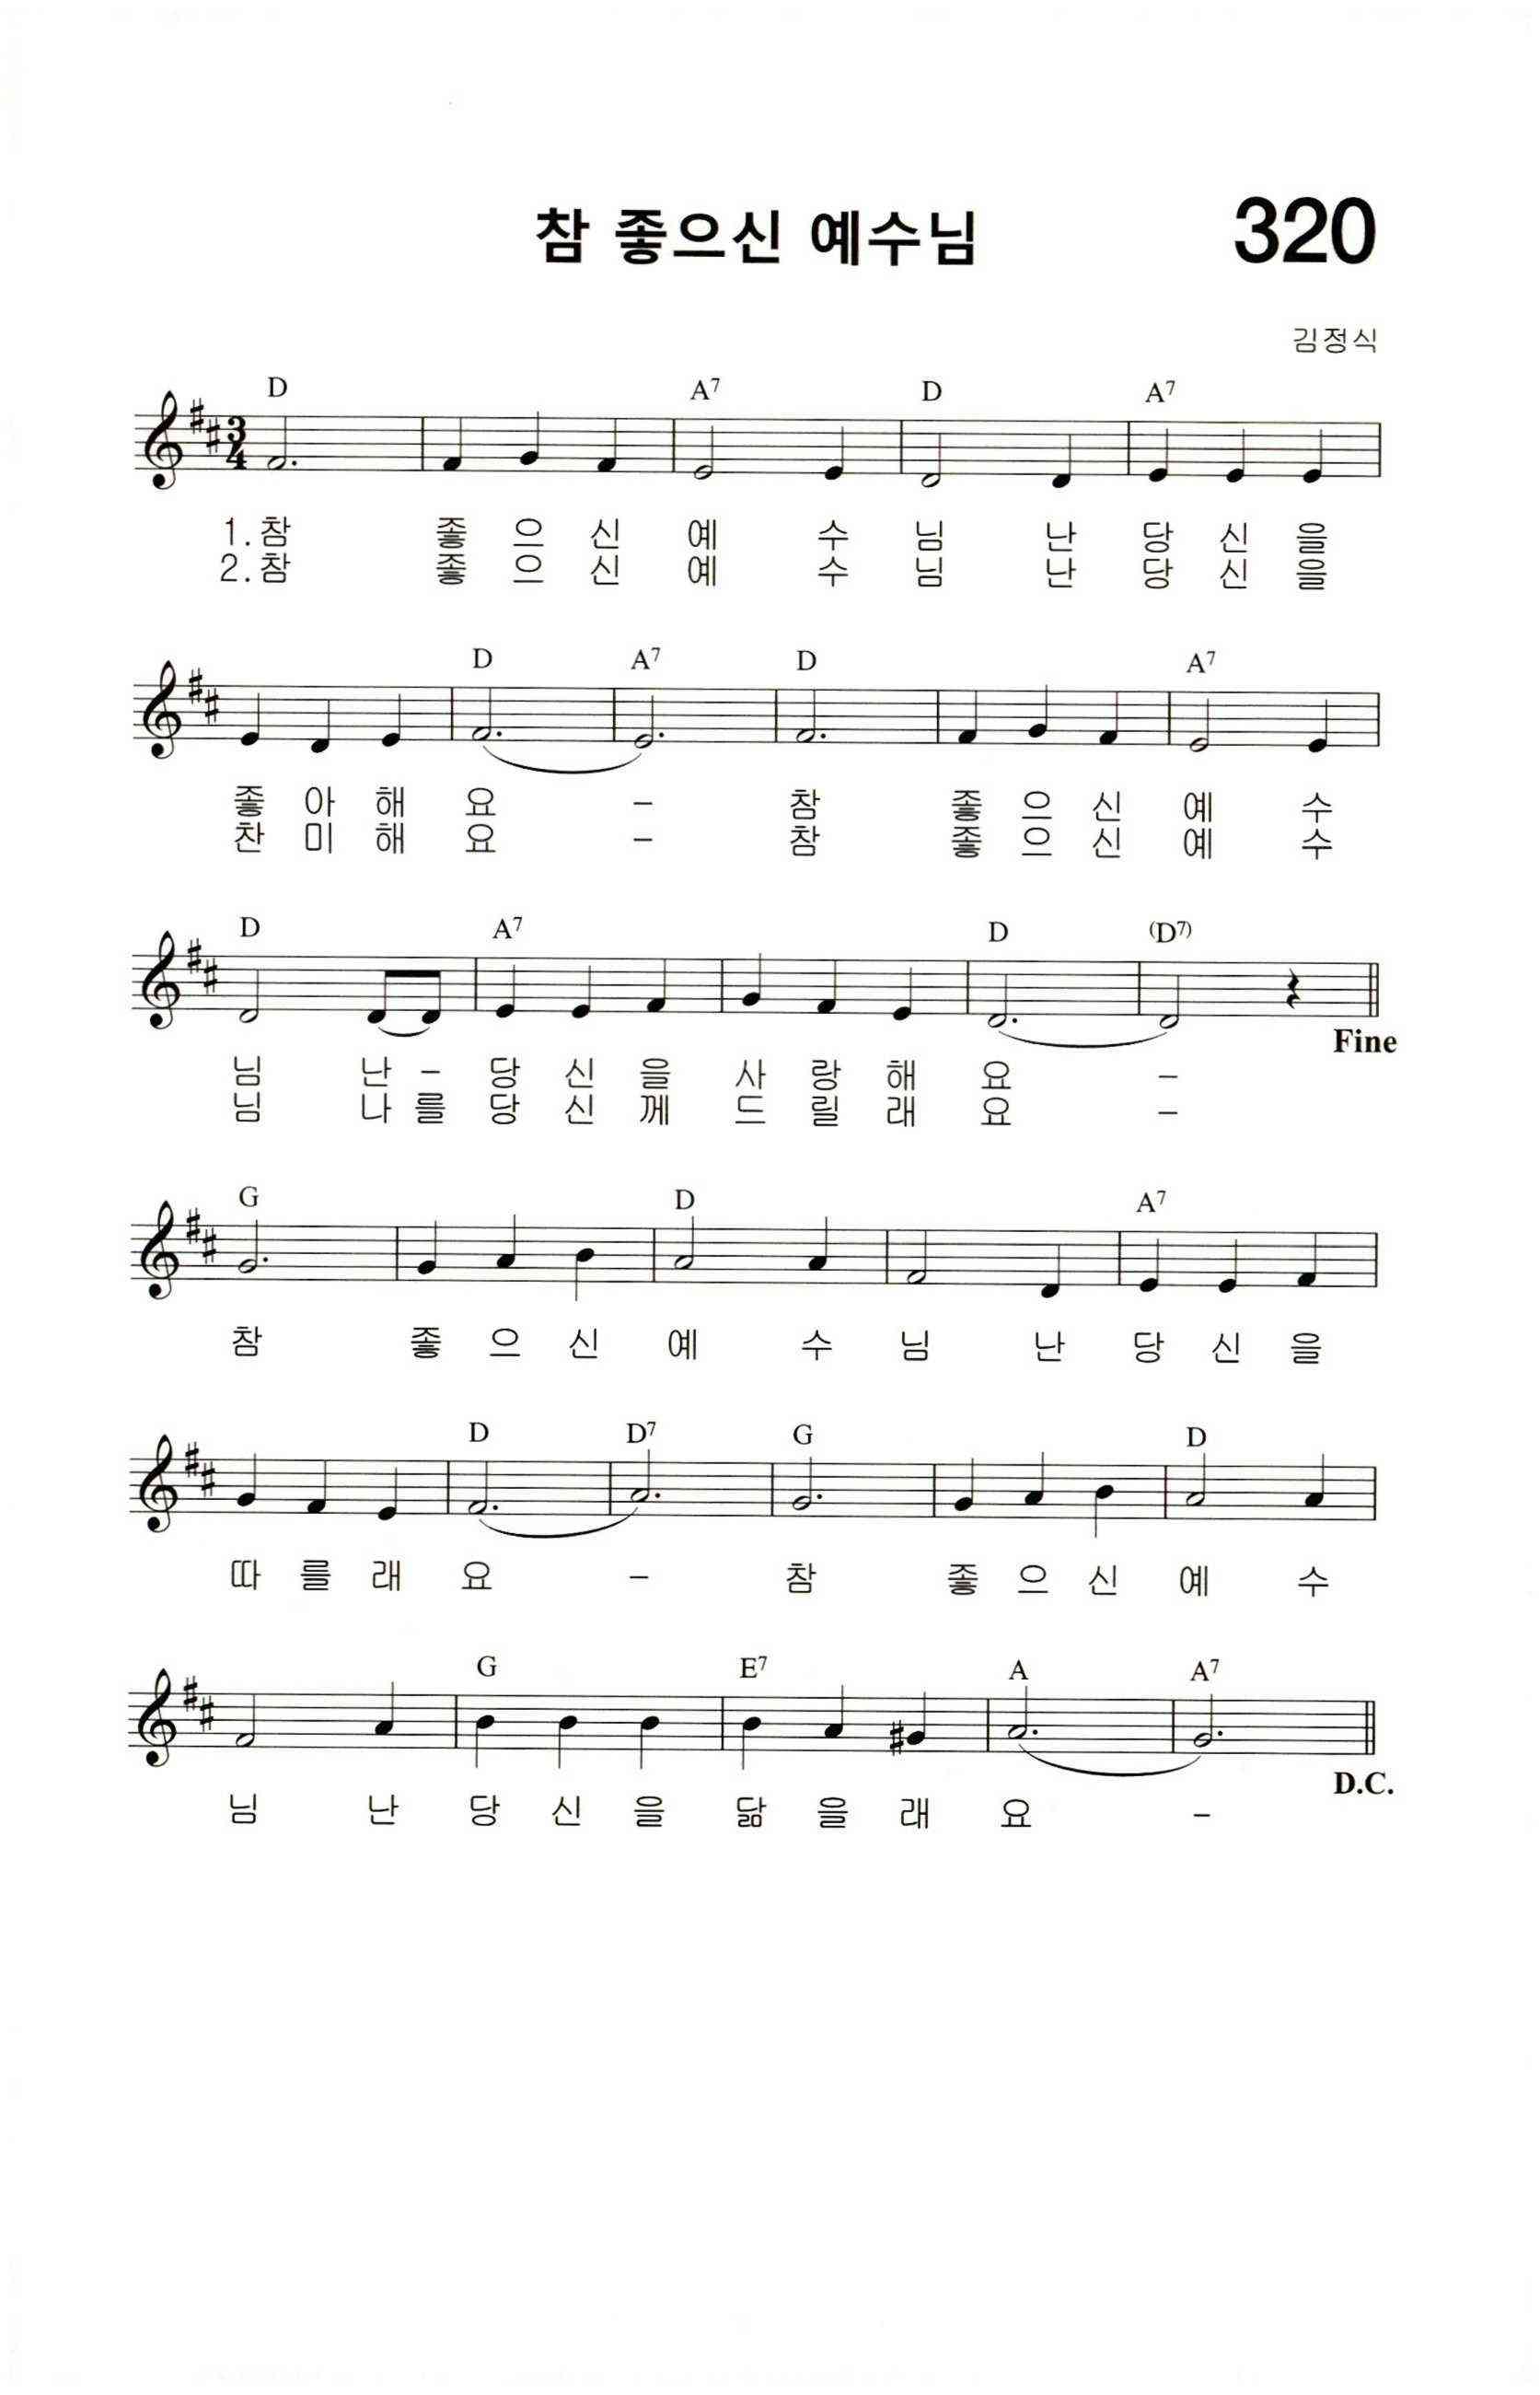 참 좋으신 예수님 320
김정식
D A7 D A7
1.참 좋 으 신 예 수 님 난 당 신 을
2.참 좋 으 신 예 수 님 난 당 신 을
D A7 D A7
좋 아 해 요 - 참 좋 으 신 예 수
찬 미 해 요 - 참 좋 으 신 예 수
D A7 D (D7)
Fine
님 난 - 당 신 을 사 랑 해 요 -
님 나 를 당 신 께 드 릴 래 요 -
G D A7
참 좋 으 신 예 수 님 난 당 신 을
D D7 G D
따 를 래 요 - 참 좋 으 신 예 수
G E7 A A7
D.C.
님 난 당 신 을 닮 을 래 요 -